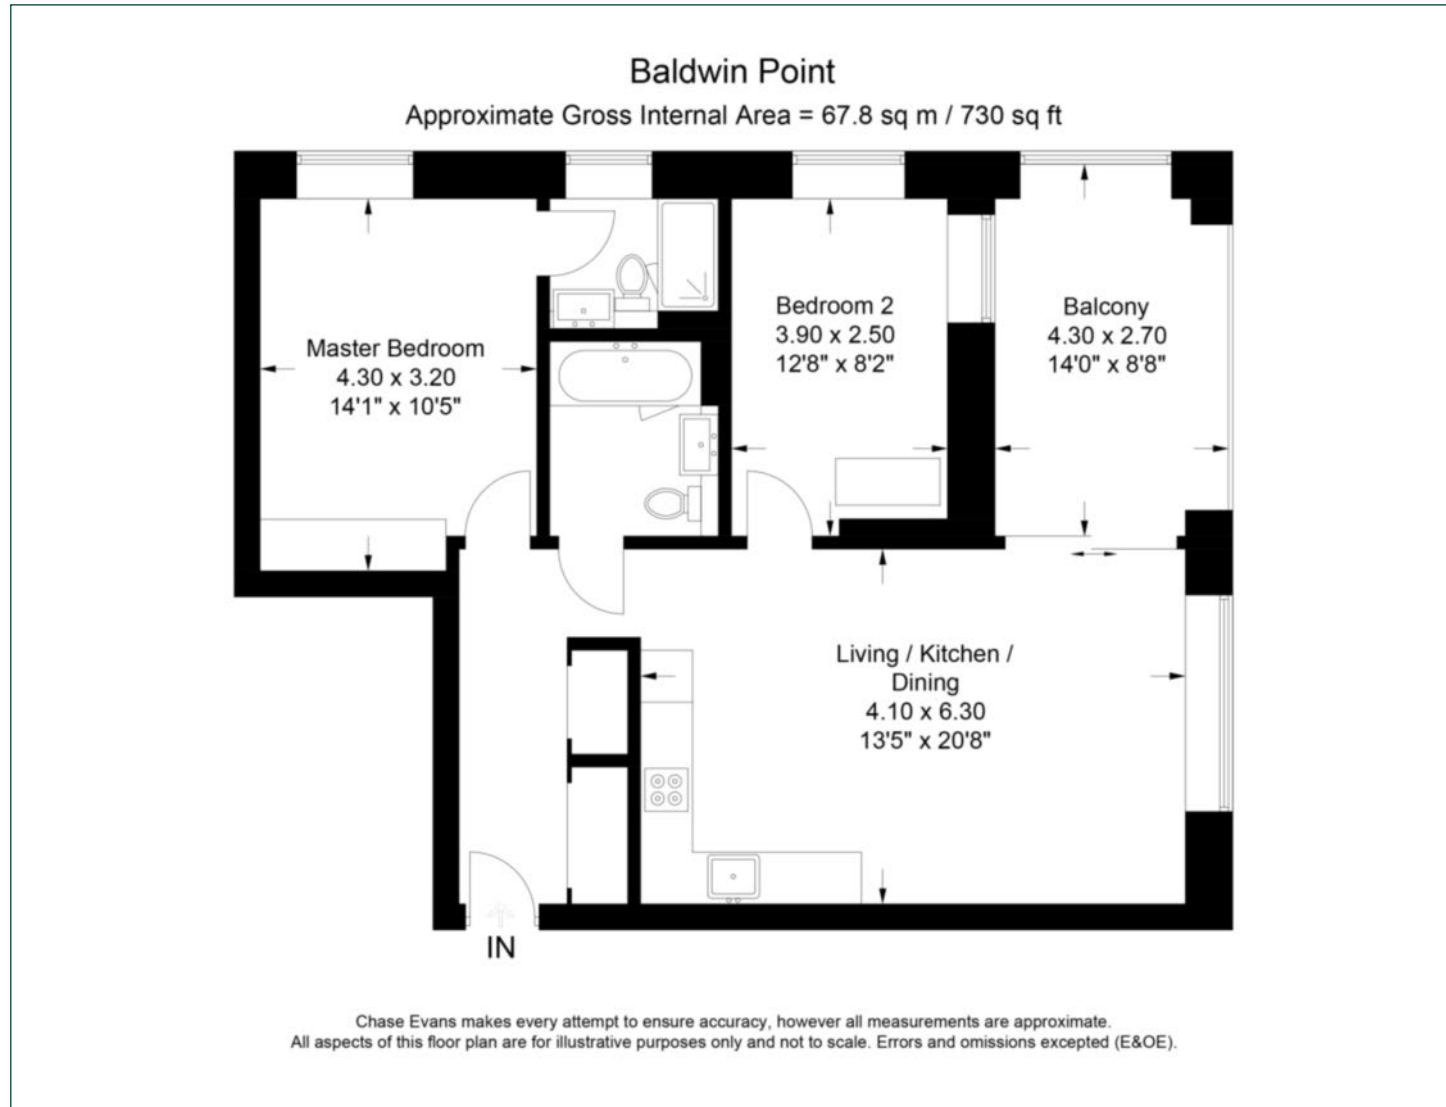 Baldwin Point
Approximate Gross Internal Area = 67.8 sq m / 730 sq ft
Master Bedroom
4.30 x 3.20
14'1" x 10'5"
Bedroom 2
3.90 x 2.50
12'8" x 8'2"
Balcony
4.30 x 2.70
14'0" x 8'8"
Living / Kitchen /
Dining
4.10 x 6.30
13'5" x 20'8"
IN
Chase Evans makes every attempt to ensure accuracy, however all measurements are approximate.
All aspects of this floor plan are for illustrative purposes only and not to scale. Errors and omissions excepted (E&OE).